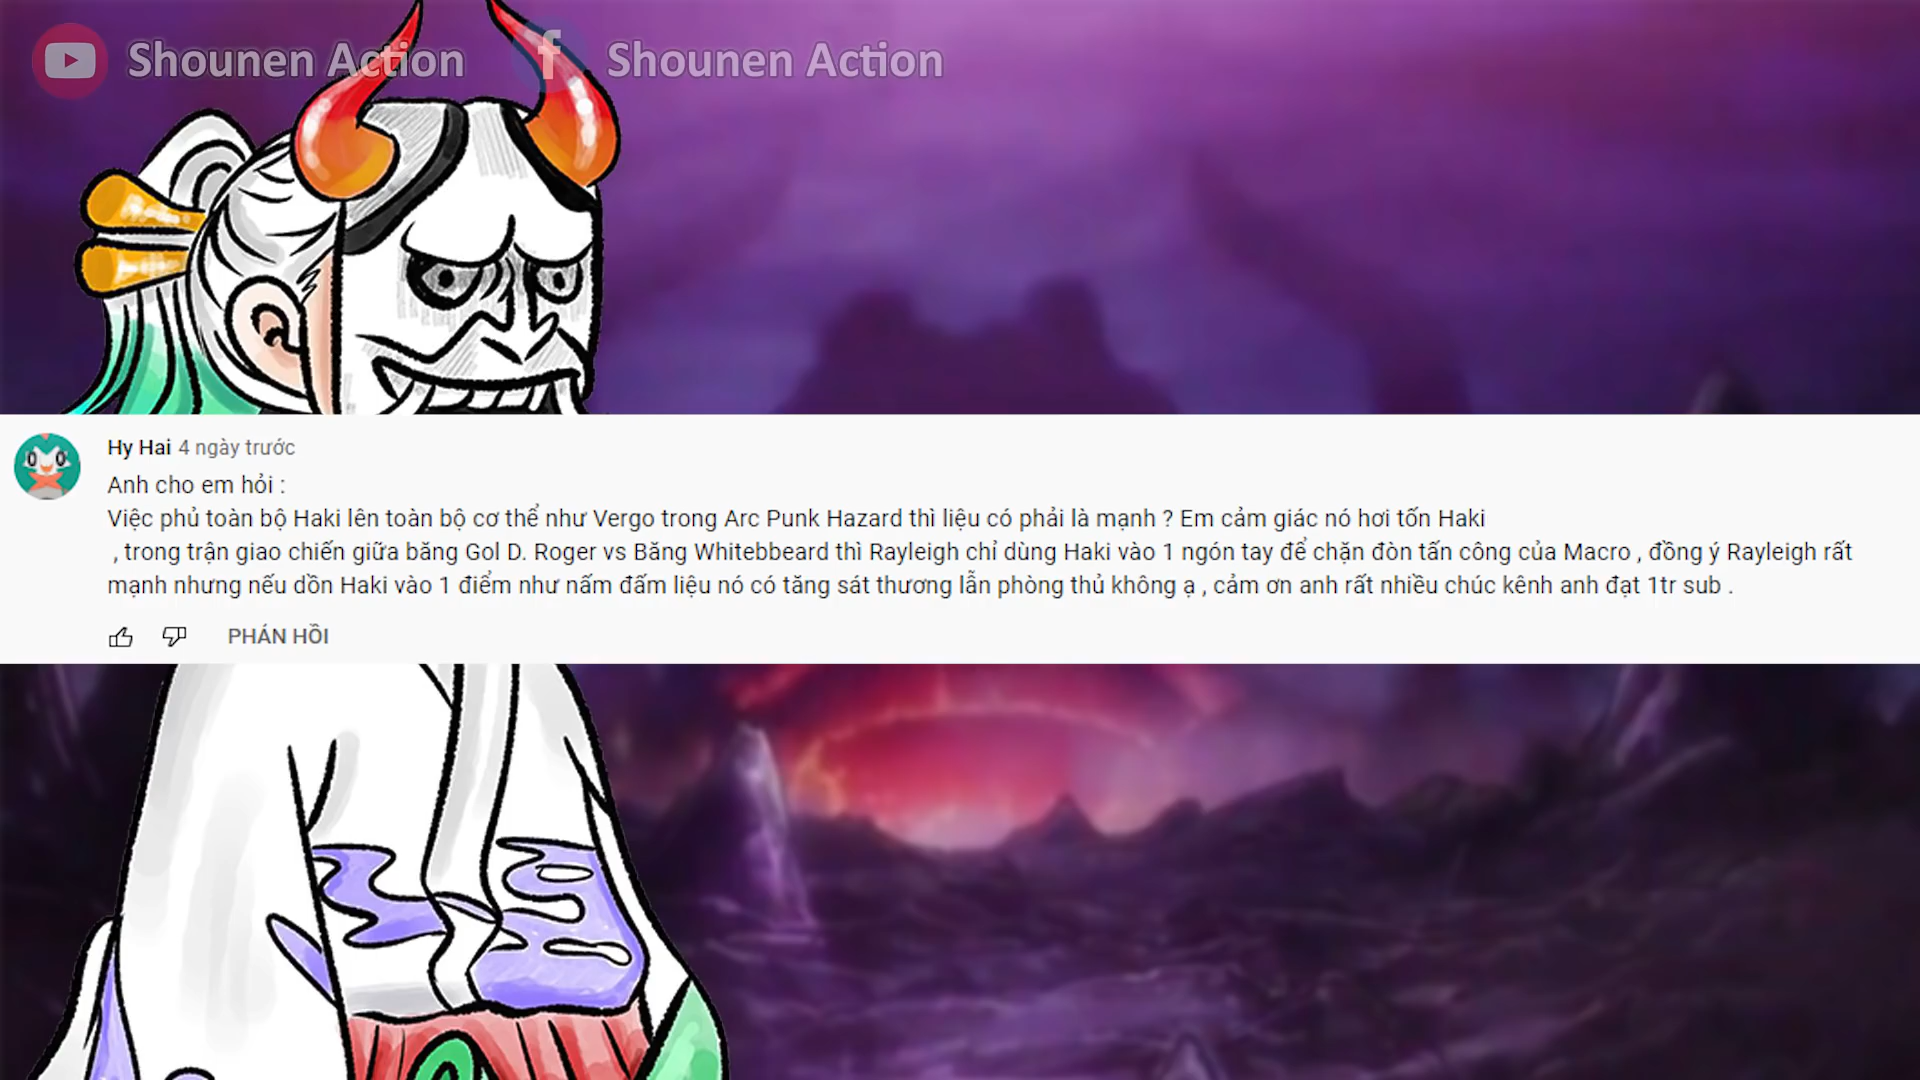 Shounen Action
Shounen Action
Hy Hai 4 ngày trước
Anh cho em hỏi :
Việc phủ toàn bộ Haki lên toàn bộ cơ thể như Vergo trong Arc Punk Hazard thì liệu có phải là mạnh ? Em cảm giác nó hơi tốn Haki
, trong trận giao chiến giữa băng Gol D. Roger vs Băng Whitebbeard thì Rayleigh chỉ dùng Haki vào 1 ngón tay để chặn đòn tấn công của Macro , đồng ý Rayleigh rất
mạnh nhưng nếu dồn Haki vào 1 điểm như nấm đấm liệu nó có tăng sát thương lẫn phòng thủ không ạ , cảm ơn anh rất nhiều chúc kênh anh đạt 1tr sub .
PHẢN HỒI